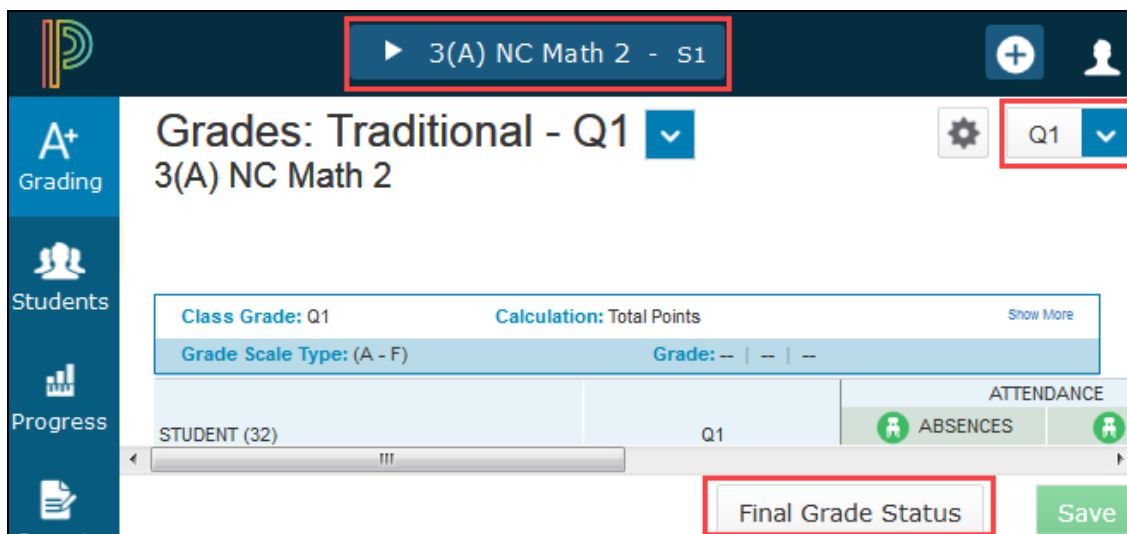 3(A) NC Math 2 - S1
Grades: Traditional - Q1
Q1
3(A) NC Math 2
A+
Grading
Students
Progress
Class Grade: Q1 Calculation: Total Points Show More
Grade Scale Type: (A - F) Grade: -- | -- | --
ATTENDANCE
STUDENT (32) Q1 ABSENCES
Final Grade Status
Save